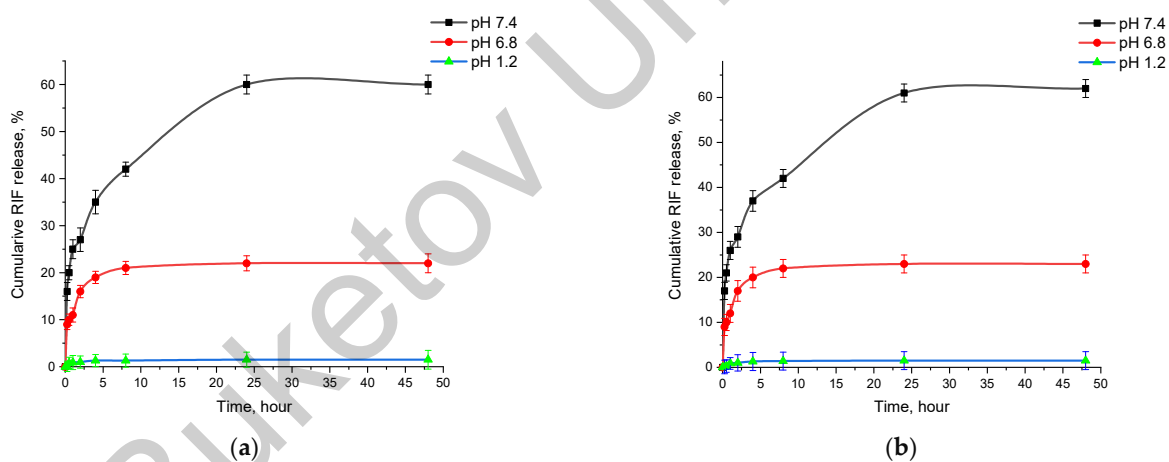 pH 7.4
pH 6.8
pH 1.2
60
50
40
30
20
10
0
Cumularive RIF release, %
0 5 10 15 20 25 30 35 40 45 50
Time, hour
(a)
pH 7.4
pH 6.8
pH 1.2
60
50
40
30
20
10
0
Cumulative RIF release, %
0 5 10 15 20 25 30 35 40 45 50
Time, hour
(b)
Buketov